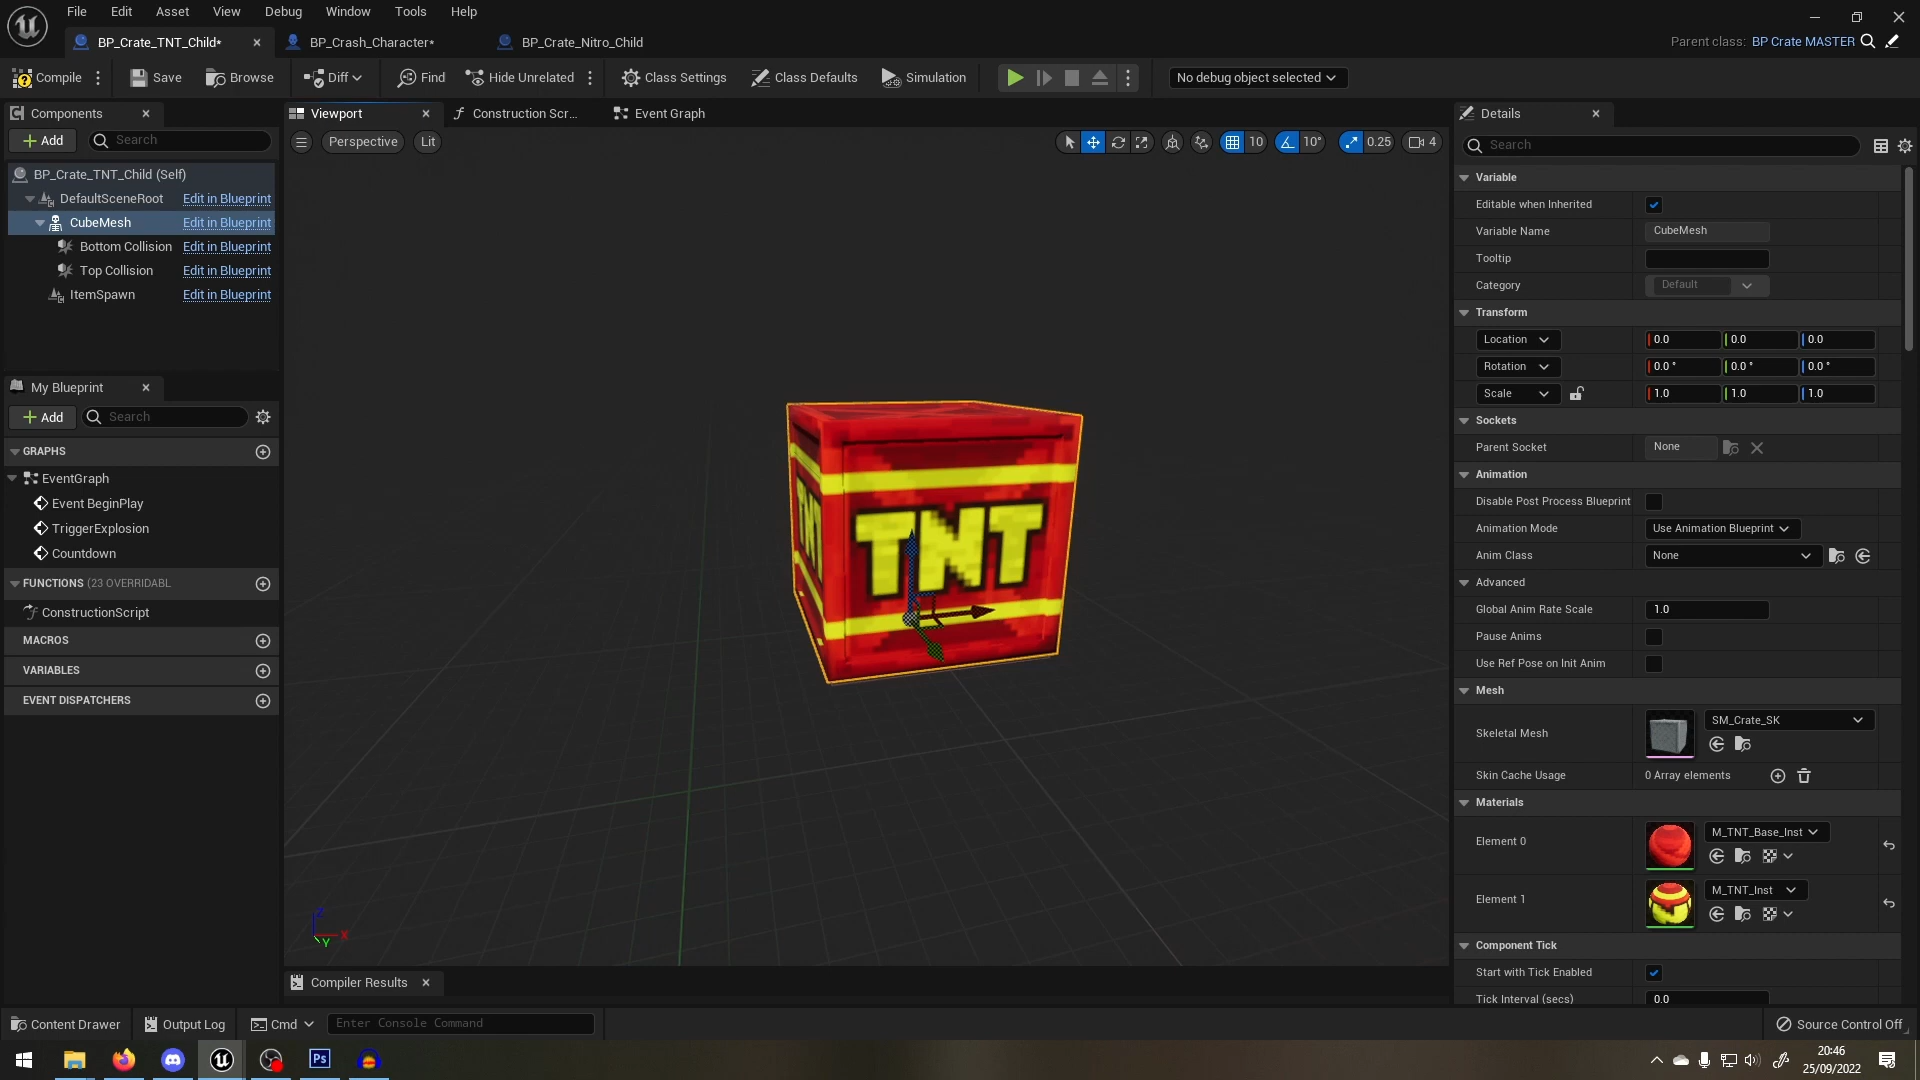 File Edit Asset View Debug Window Tools Help
BP_Crate_TNT_Child* BP_Crash_Character* BP_Crate_Nitro_Child
Parent class: BP Crate MASTER
Compile Save Browse Diff Find Hide Unrelated Class Settings Class Defaults Simulation No debug object selected
Components
Add Search
BP_Crate_TNT_Child (Self)
DefaultSceneRoot Edit in Blueprint
CubeMesh Edit in Blueprint
Bottom Collision Edit in Blueprint
Top Collision Edit in Blueprint
ItemSpawn Edit in Blueprint
My Blueprint
Add Search
GRAPHS
EventGraph
Event BeginPlay
TriggerExplosion
Countdown
FUNCTIONS (23 OVERRIDABL
ConstructionScript
MACROS
VARIABLES
EVENT DISPATCHERS
Viewport Construction Scr... Event Graph
Perspective Lit 10 10° 0.25 4
TNT
TNT
Z
X
Y
Compiler Results
Details
Search
Variable
Editable when Inherited
Variable Name CubeMesh
Tooltip
Category Default
Transform
Location 0.0 0.0 0.0
Rotation 0.0 ° 0.0 ° 0.0 °
Scale 1.0 1.0 1.0
Sockets
Parent Socket None
Animation
Disable Post Process Blueprint
Animation Mode Use Animation Blueprint
Anim Class None
Advanced
Global Anim Rate Scale 1.0
Pause Anims
Use Ref Pose on Init Anim
Mesh
Skeletal Mesh SM_Crate_SK
Skin Cache Usage 0 Array elements
Materials
Element 0 M_TNT_Base_Inst
Element 1 M_TNT_Inst
Component Tick
Start with Tick Enabled
Tick Interval (secs) 0.0
Content Drawer Output Log Cmd Enter Console Command Source Control Off
Ps
20:46
25/09/2022